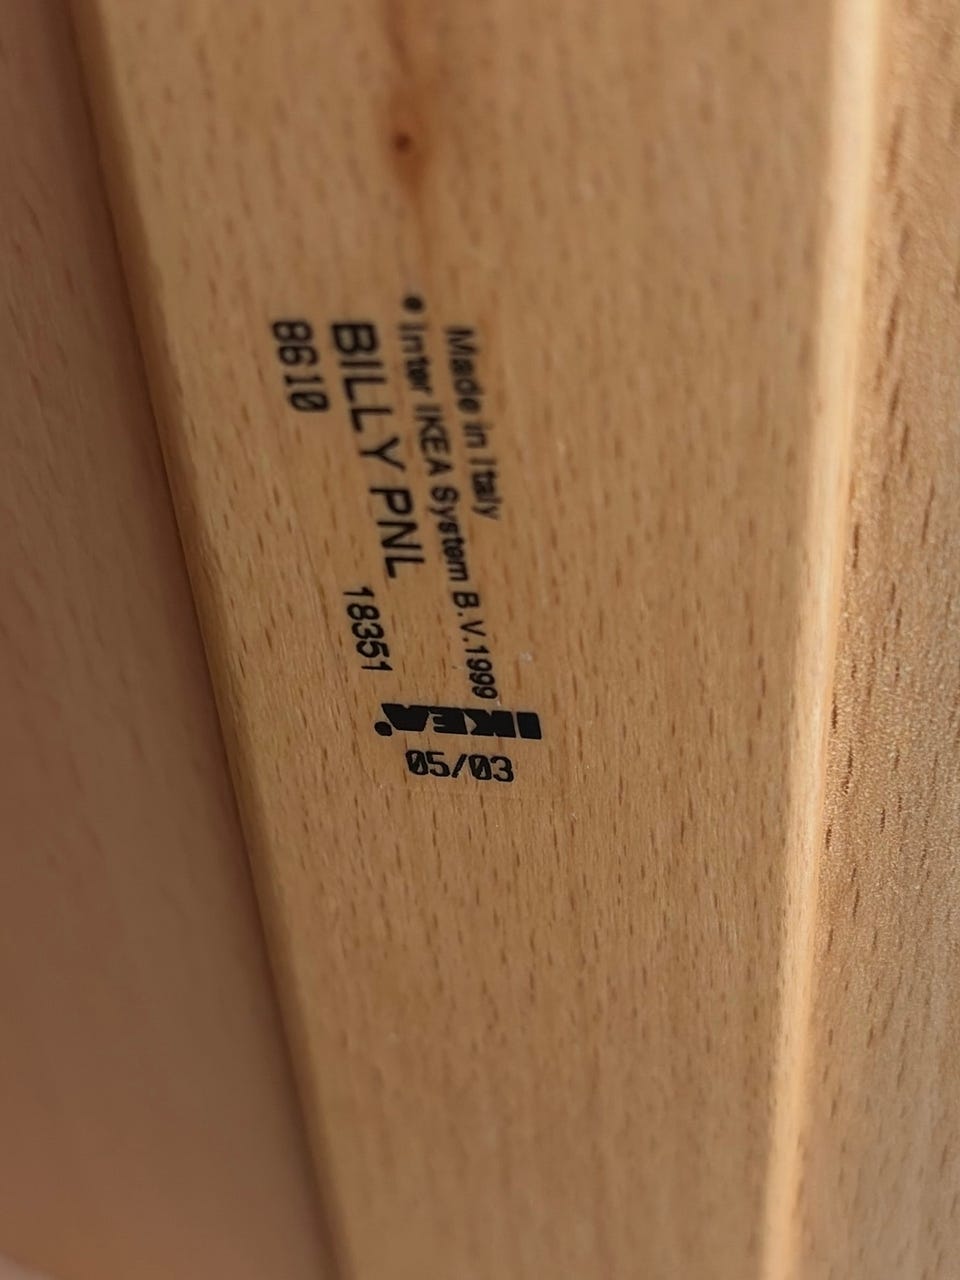 Made in Italy
® Inter IKEA System B.V.1999
BILLY PNL 18351
8610
IKEA®
05/03